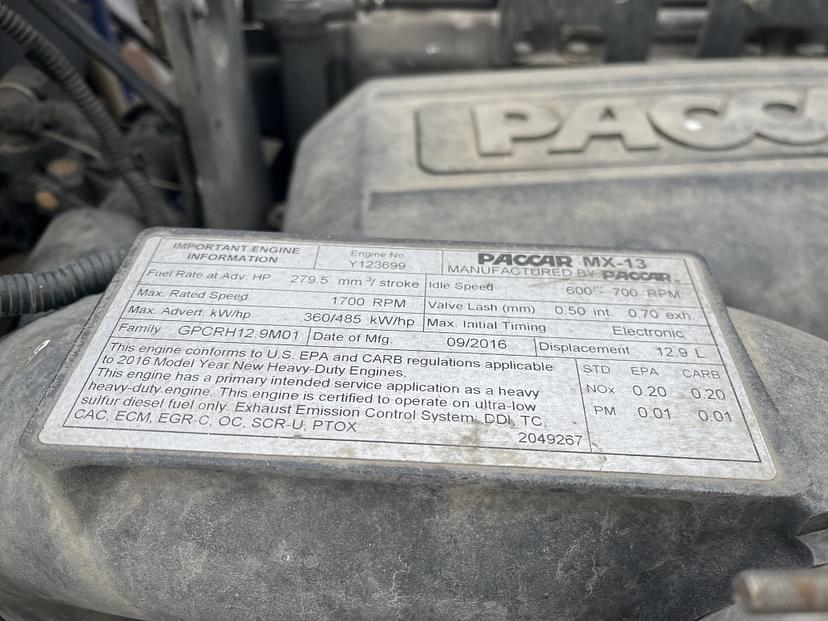 PACCAR
IMPORTANT ENGINE
INFORMATION
Engine No.
Y123699
PACCAR MX-13
MANUFACTURED BY PACCAR
Fuel Rate at Adv. HP 279.5 mm³/ stroke
Idle Speed 600 - 700 RPM
Max. Rated Speed 1700 RPM
Valve Lash (mm) 0.50 int. 0.70 exh.
Max. Advert. kW/hp 360/485 kW/hp
Max. Initial Timing Electronic
Family GPCRH12.9M01
Date of Mfg. 09/2016
Displacement 12.9 L
This engine conforms to U.S. EPA and CARB regulations applicable
to 2016 Model Year New Heavy-Duty Engines.
This engine has a primary intended service application as a heavy
heavy-duty engine. This engine is certified to operate on ultra-low
sulfur diesel fuel only. Exhaust Emission Control System: DDI, TC,
CAC, ECM, EGR-C, OC, SCR-U, PTOX
2049267
STD EPA CARB
NOx 0.20 0.20
PM 0.01 0.01